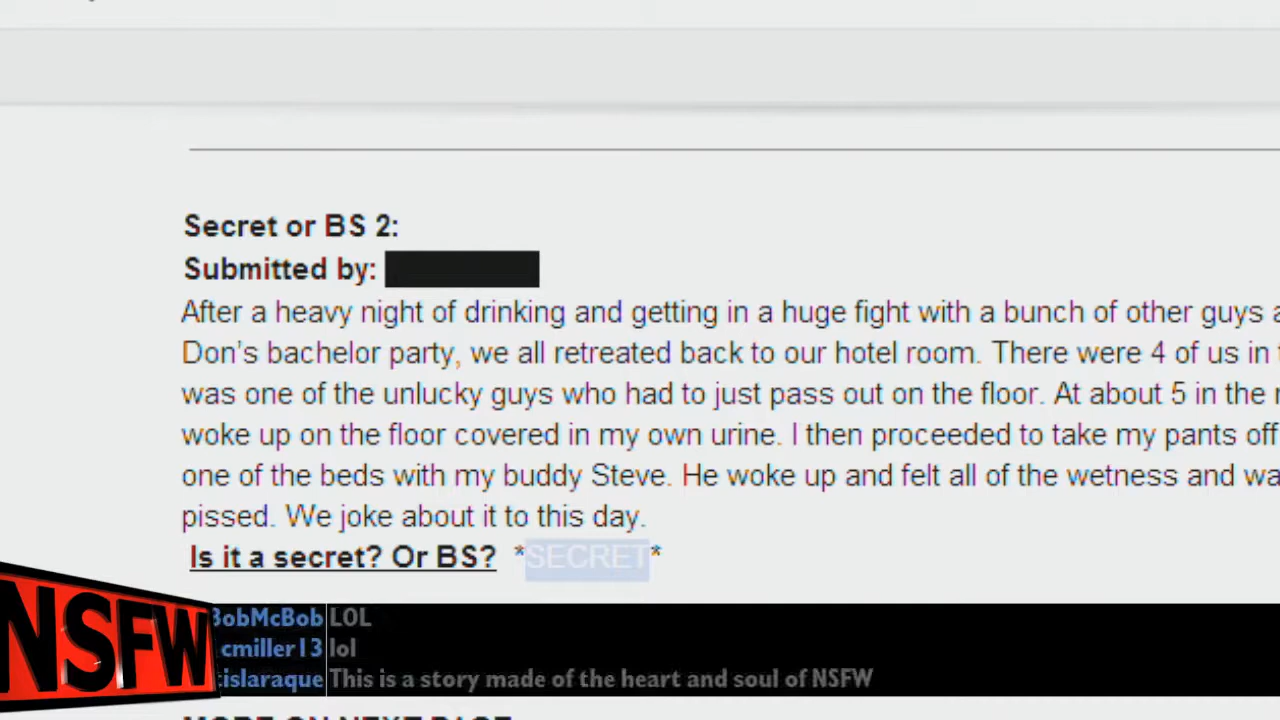 Secret or BS 2:
Submitted by:
After a heavy night of drinking and getting in a huge fight with a bunch of other guys
Don's bachelor party, we all retreated back to our hotel room. There were 4 of us in
was one of the unlucky guys who had to just pass out on the floor. At about 5 in the
woke up on the floor covered in my own urine. I then proceeded to take my pants off
one of the beds with my buddy Steve. He woke up and felt all of the wetness and
pissed. We joke about it to this day.
Is it a secret? Or BS? *SECRET*
BobMcBob LOL
cmiller13 lol
tislaraque This is a story made of the heart and soul of NSFW
NSFW
MORE ON NEXT PAGE